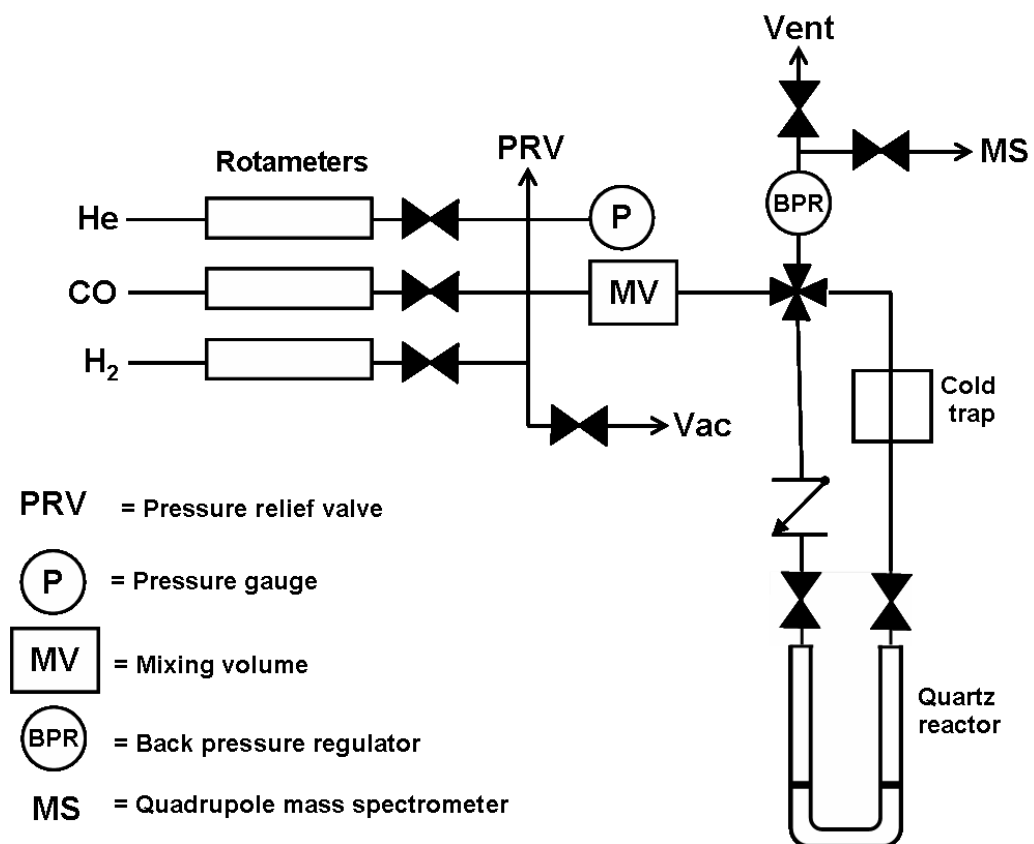 Vent
PRV
MS
Rotameters
BPR
He
P
CO
MV
H₂
Cold
trap
Vac
PRV = Pressure relief valve
P = Pressure gauge
MV = Mixing volume
Quartz
reactor
BPR = Back pressure regulator
MS = Quadrupole mass spectrometer